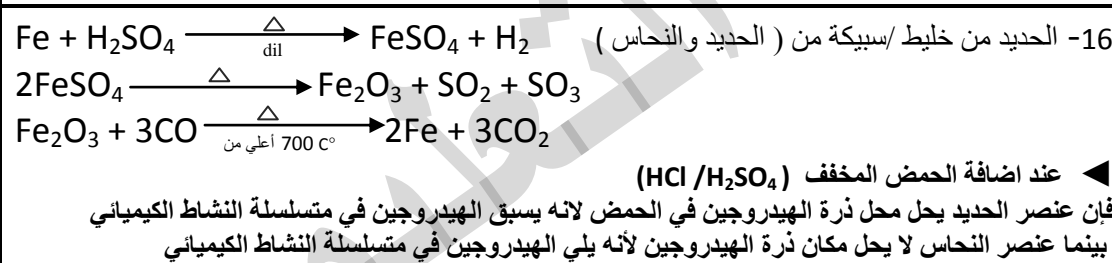 16- الحديد من خليط /سبيكة من ( الحديد والنحاس )
Fe + H₂SO₄ —△ dil→ FeSO₄ + H₂
2FeSO₄ —△→ Fe₂O₃ + SO₂ + SO₃
Fe₂O₃ + 3CO —△ أعلي من 700 C°→ 2Fe + 3CO₂
◄ عند اضافة الحمض المخفف ( HCl /H₂SO₄)
فإن عنصر الحديد يحل محل ذرة الهيدروجين في الحمض لانه يسبق الهيدروجين في متسلسلة النشاط الكيميائي
بينما عنصر النحاس لا يحل مكان ذرة الهيدروجين لأنه يلي الهيدروجين في متسلسلة النشاط الكيميائي